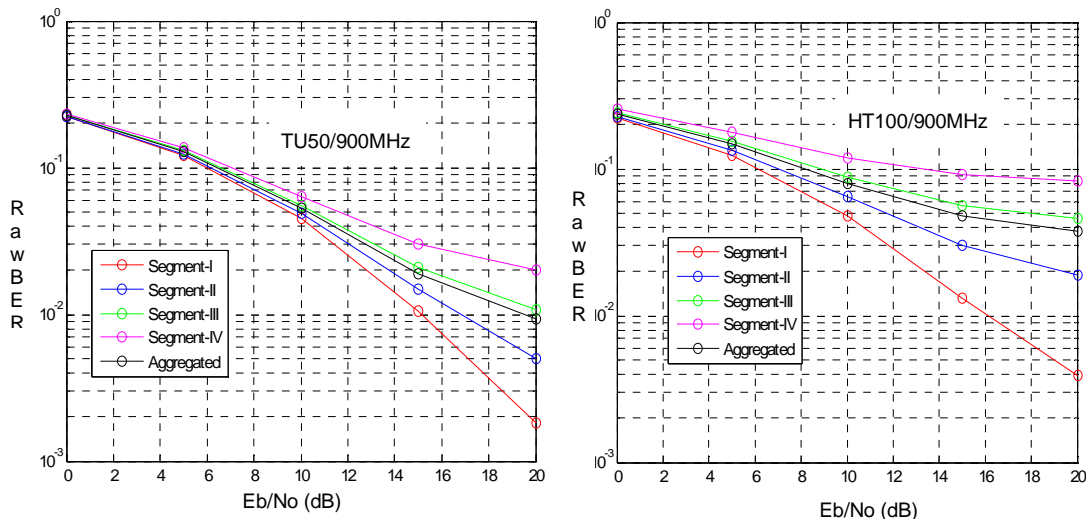 10^0
10^-1
10^-2
10^-3
R
a
w
B
E
R
TU50/900MHz
Segment-I
Segment-II
Segment-III
Segment-IV
Aggregated
0 2 4 6 8 10 12 14 16 18 20
Eb/No (dB)
10^0
10^-1
10^-2
10^-3
R
a
w
B
E
R
HT100/900MHz
Segment-I
Segment-II
Segment-III
Segment-IV
Aggregated
0 2 4 6 8 10 12 14 16 18 20
Eb/No (dB)